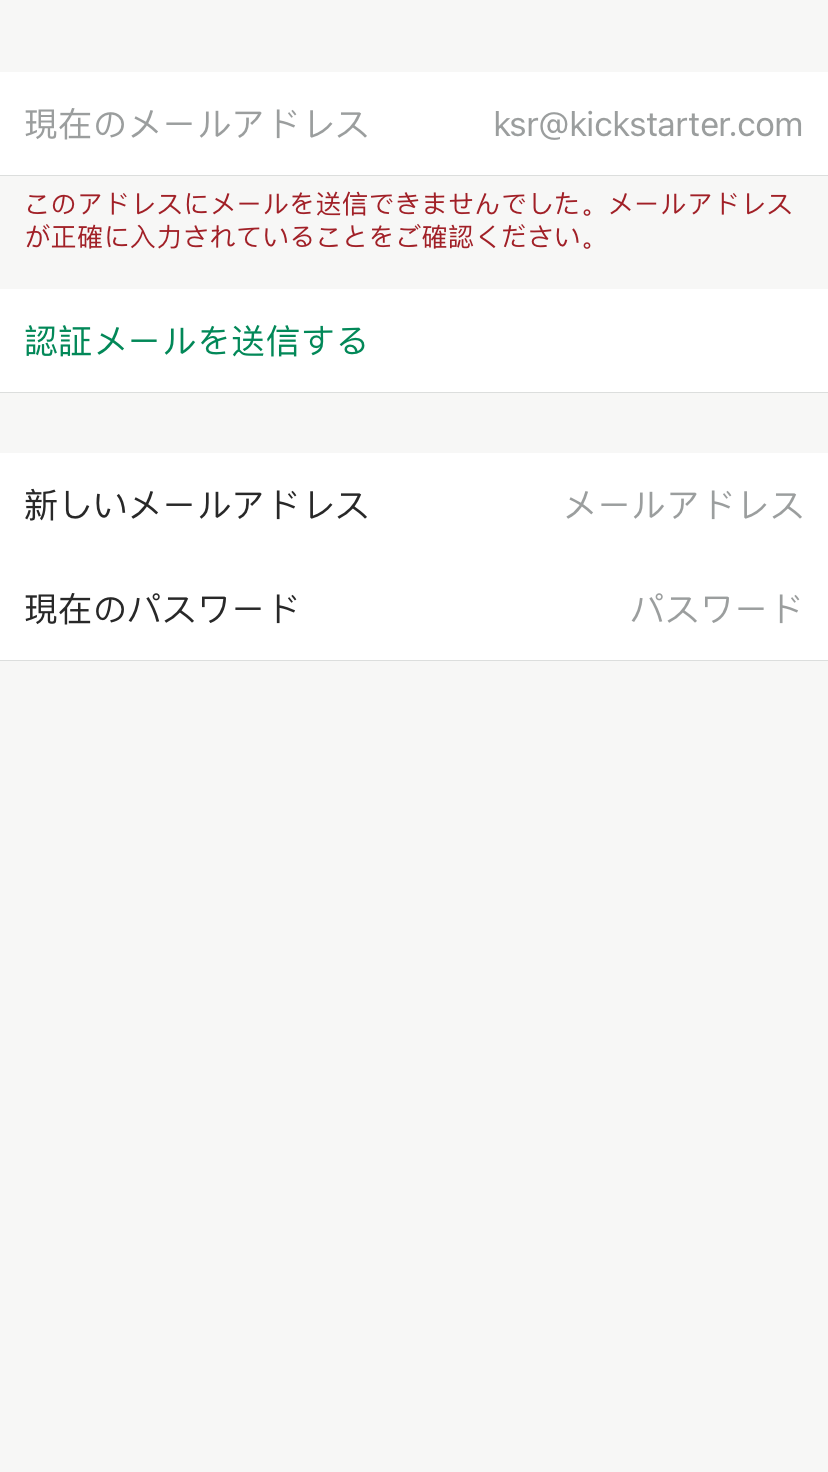 現在のメールアドレス ksr@kickstarter.com
このアドレスにメールを送信できませんでした。メールアドレス
が正確に入力されていることをご確認ください。
認証メールを送信する
新しいメールアドレス メールアドレス
現在のパスワード パスワード